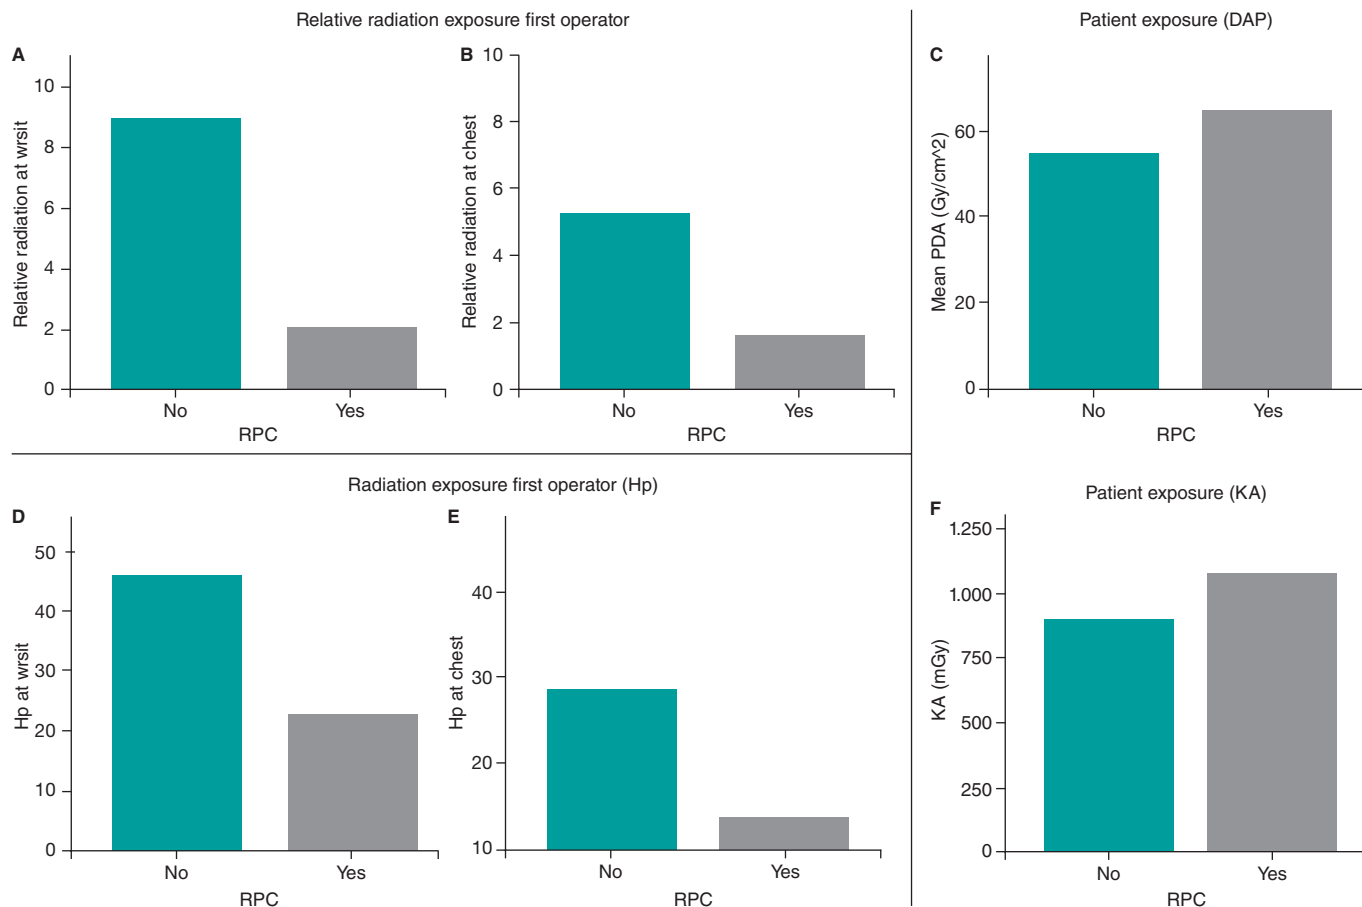 Relative radiation exposure first operator
A
Relative radiation at wrsit
10
8
6
4
2
0
No
Yes
RPC
B
Relative radiation at chest
10
8
6
4
2
0
No
Yes
RPC
Patient exposure (DAP)
C
Mean PDA (Gy/cm^2)
60
40
20
0
No
Yes
RPC
Radiation exposure first operator (Hp)
D
Hp at wrsit
50
40
30
20
10
0
No
Yes
RPC
E
Hp at chest
40
30
20
10
No
Yes
RPC
Patient exposure (KA)
F
KA (mGy)
1.250
1.000
750
500
250
0
No
Yes
RPC